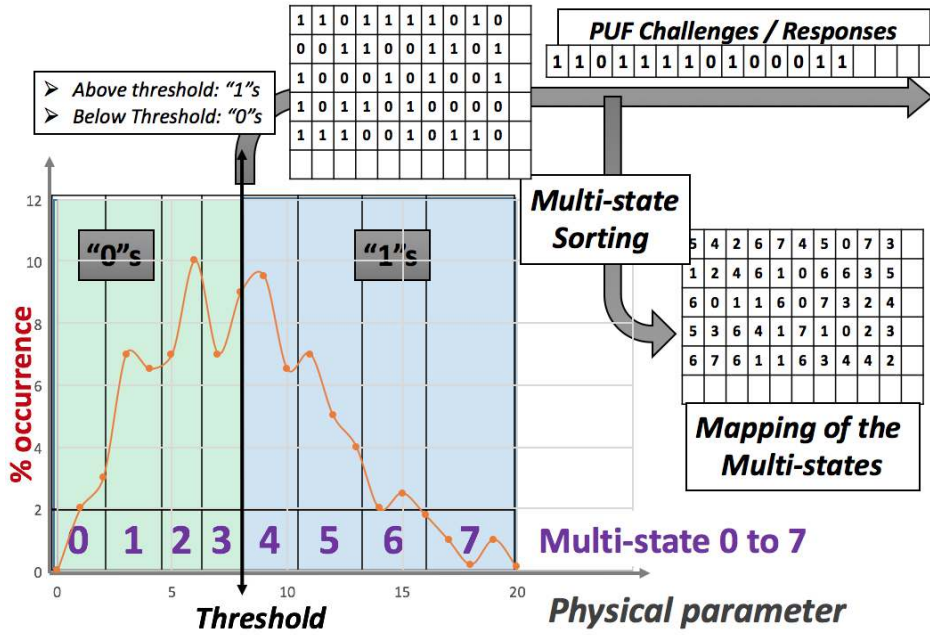 1 1 0 1 1 1 1 0 1 0
0 0 1 1 0 0 1 1 0 1
1 0 0 0 1 0 1 0 0 1
1 0 1 1 0 1 0 0 0 0
1 1 1 0 0 1 0 1 1 0
PUF Challenges / Responses
1 1 0 1 1 1 1 0 1 0 0 0 1 1
➢ Above threshold: “1”s
➢ Below Threshold: “0”s
Multi-state
Sorting
5 4 2 6 7 4 5 0 7 3
1 2 4 6 1 0 6 6 3 5
6 0 1 1 6 0 7 3 2 4
5 3 6 4 1 7 1 0 2 3
6 7 6 1 1 6 3 4 4 2
Mapping of the
Multi-states
% occurrence
12
10
8
6
4
2
0
“0”s
“1”s
0 1 2 3 4 5 6 7
Multi-state 0 to 7
0 5 10 15 20
Threshold
Physical parameter